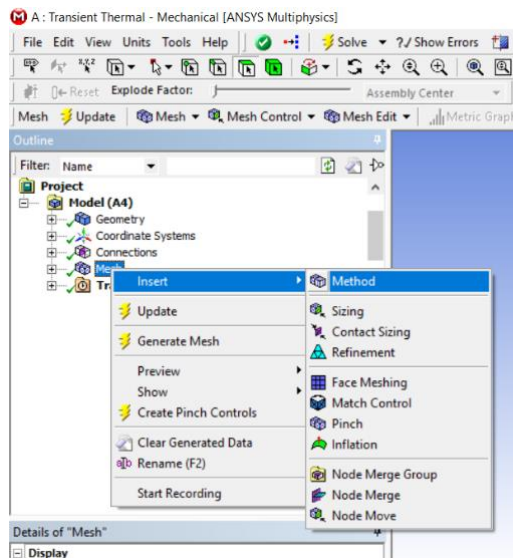 A : Transient Thermal - Mechanical [ANSYS Multiphysics]
File Edit View Units Tools Help Solve ?/ Show Errors
Reset Explode Factor: Assembly Center
Mesh Update Mesh Mesh Control Mesh Edit Metric Grap
Outline
Filter: Name
Project
Model (A4)
Geometry
Coordinate Systems
Connections
Mesh
Tra
Insert
Update
Generate Mesh
Preview
Show
Create Pinch Controls
Clear Generated Data
Rename (F2)
Start Recording
Method
Sizing
Contact Sizing
Refinement
Face Meshing
Match Control
Pinch
Inflation
Node Merge Group
Node Merge
Node Move
Details of "Mesh"
Display